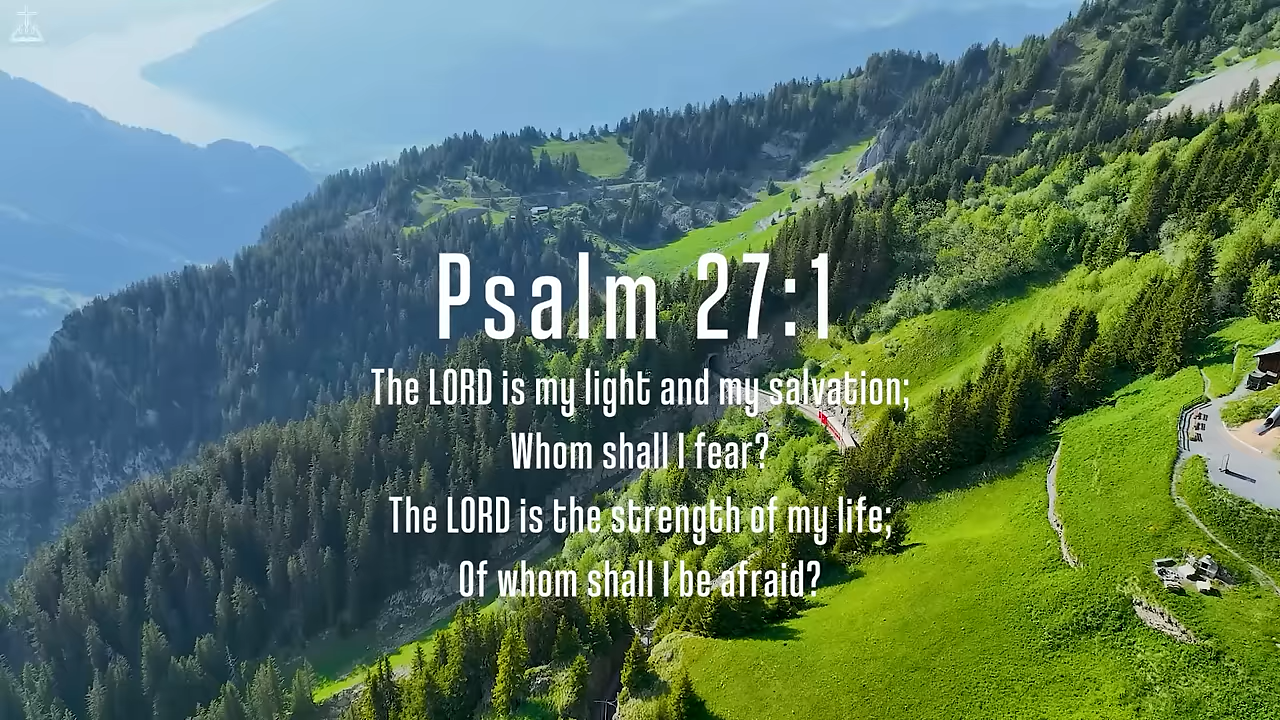 Psalm 27:1
The LORD is my light and my salvation;
Whom shall I fear?
The LORD is the strength of my life;
Of whom shall I be afraid?